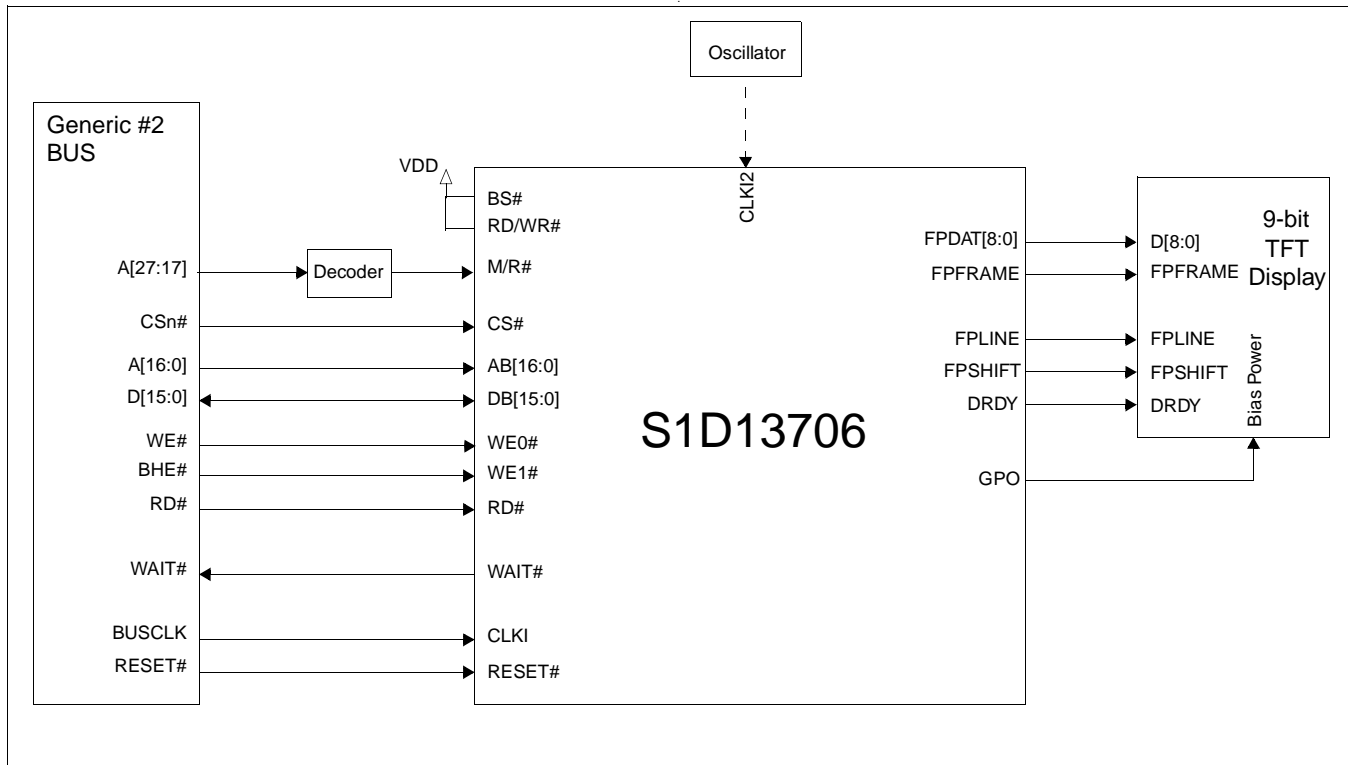 Oscillator
Generic #2
BUS
VDD
BS#
RD/WR#
CLKI2
A[27:17]
Decoder
M/R#
CSn#
CS#
A[16:0]
AB[16:0]
D[15:0]
DB[15:0]
WE#
WE0#
BHE#
WE1#
RD#
RD#
WAIT#
WAIT#
BUSCLK
CLKI
RESET#
RESET#
S1D13706
FPDAT[8:0]
FPFRAME
FPLINE
FPSHIFT
DRDY
GPO
D[8:0]
FPFRAME
FPLINE
FPSHIFT
DRDY
9-bit
TFT
Display
Bias Power